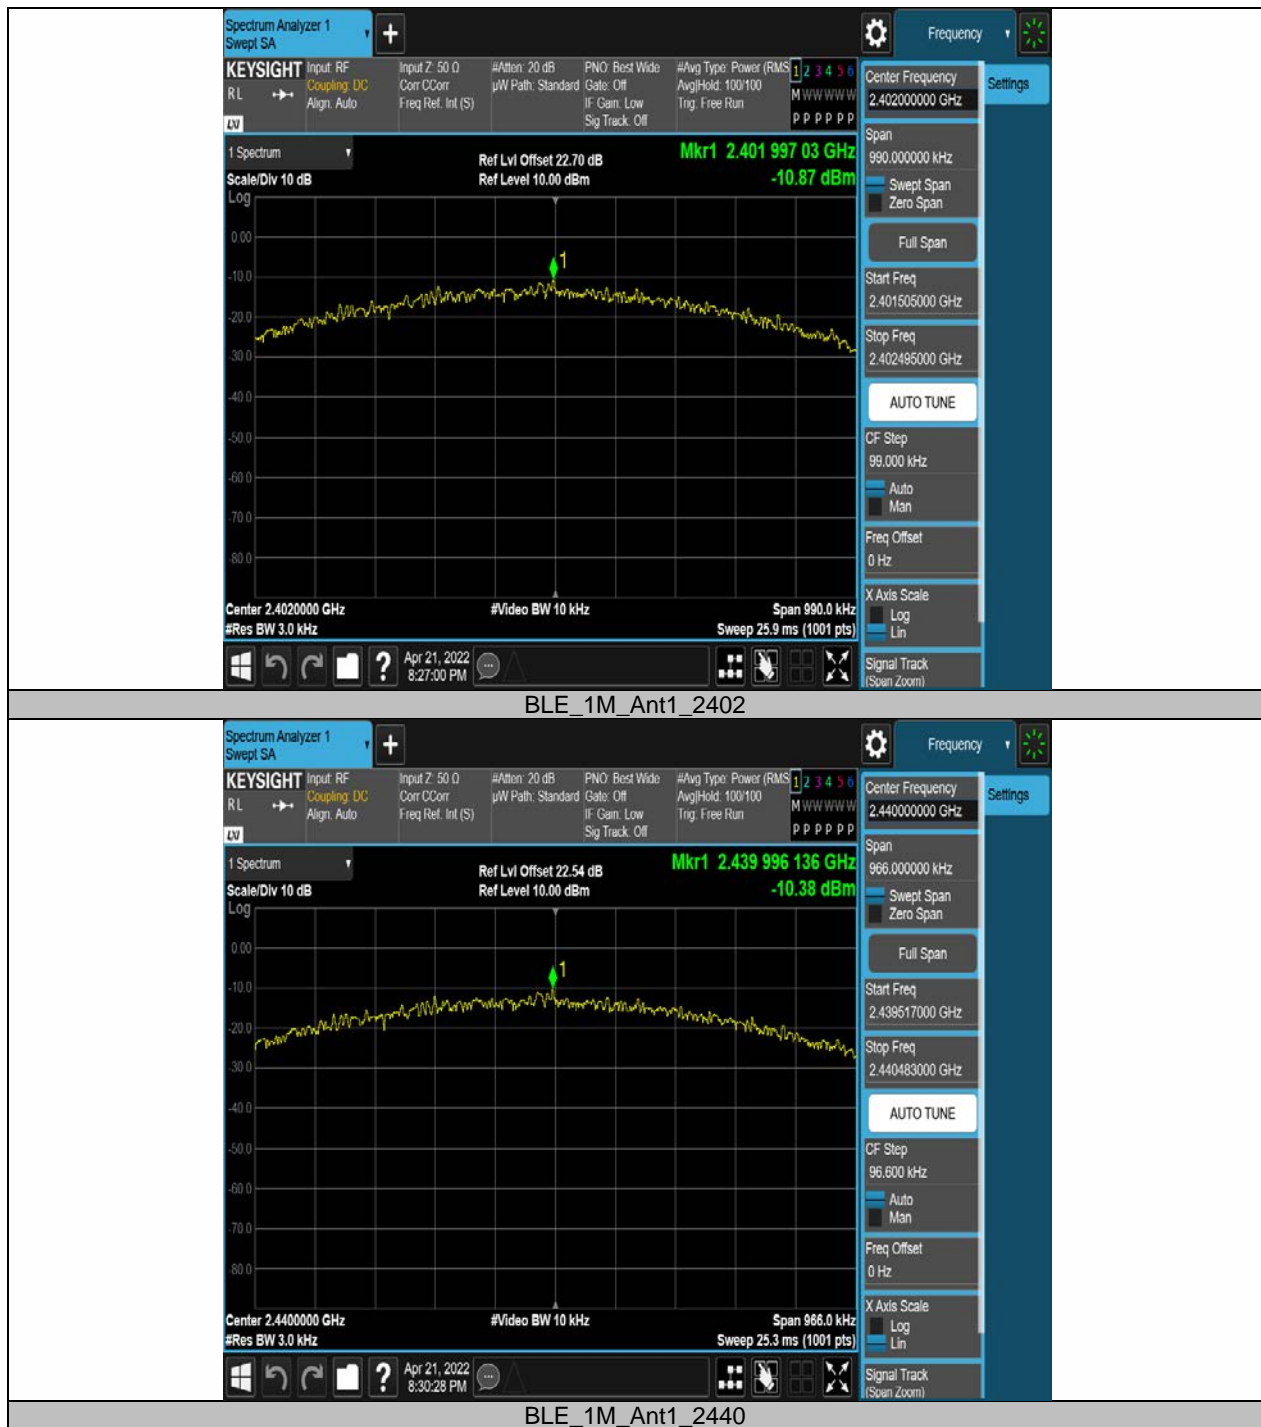 Spectrum Analyzer 1
Swept SA
+
Frequency
KEYSIGHT
RL
LXI
Input: RF
Coupling: DC
Align: Auto
Input Z: 50 Ω
Corr CCorr
Freq Ref: Int (S)
#Atten: 20 dB
µW Path: Standard
PNO: Best Wide
Gate: Off
IF Gain: Low
Sig Track: Off
#Avg Type: Power (RMS
Avg|Hold: 100/100
Trig: Free Run
1 2 3 4 5 6
M W W W W W
P P P P P P
1 Spectrum
Scale/Div 10 dB
Ref Lvl Offset 22.70 dB
Ref Level 10.00 dBm
Mkr1 2.401 997 03 GHz
-10.87 dBm
Log
0.00
-10.0
-20.0
-30.0
-40.0
-50.0
-60.0
-70.0
-80.0
1
Center 2.4020000 GHz
#Res BW 3.0 kHz
#Video BW 10 kHz
Span 990.0 kHz
Sweep 25.9 ms (1001 pts)
?
Apr 21, 2022
8:27:00 PM
Center Frequency
2.402000000 GHz
Settings
Span
990.000000 kHz
Swept Span
Zero Span
Full Span
Start Freq
2.401505000 GHz
Stop Freq
2.402495000 GHz
AUTO TUNE
CF Step
99.000 kHz
Auto
Man
Freq Offset
0 Hz
X Axis Scale
Log
Lin
Signal Track
(Span Zoom)
BLE_1M_Ant1_2402
Spectrum Analyzer 1
Swept SA
+
Frequency
KEYSIGHT
RL
LXI
Input: RF
Coupling: DC
Align: Auto
Input Z: 50 Ω
Corr CCorr
Freq Ref: Int (S)
#Atten: 20 dB
µW Path: Standard
PNO: Best Wide
Gate: Off
IF Gain: Low
Sig Track: Off
#Avg Type: Power (RMS
Avg|Hold: 100/100
Trig: Free Run
1 2 3 4 5 6
M W W W W W
P P P P P P
1 Spectrum
Scale/Div 10 dB
Ref Lvl Offset 22.54 dB
Ref Level 10.00 dBm
Mkr1 2.439 996 136 GHz
-10.38 dBm
Log
0.00
-10.0
-20.0
-30.0
-40.0
-50.0
-60.0
-70.0
-80.0
1
Center 2.4400000 GHz
#Res BW 3.0 kHz
#Video BW 10 kHz
Span 966.0 kHz
Sweep 25.3 ms (1001 pts)
?
Apr 21, 2022
8:30:28 PM
Center Frequency
2.440000000 GHz
Settings
Span
966.000000 kHz
Swept Span
Zero Span
Full Span
Start Freq
2.439517000 GHz
Stop Freq
2.440483000 GHz
AUTO TUNE
CF Step
96.600 kHz
Auto
Man
Freq Offset
0 Hz
X Axis Scale
Log
Lin
Signal Track
(Span Zoom)
BLE_1M_Ant1_2440